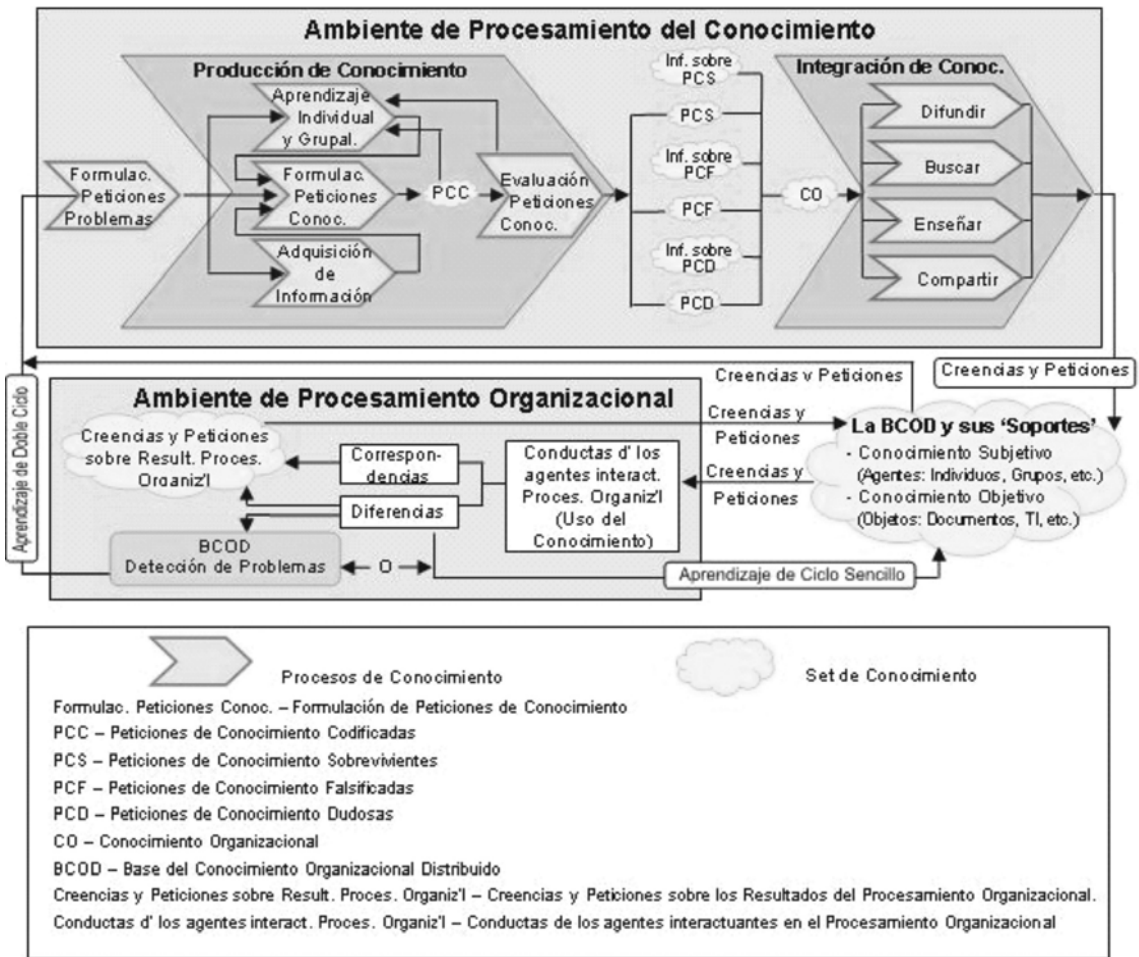 Ambiente de Procesamiento del Conocimiento
Producción de Conocimiento
Aprendizaje
Individual
y Grupal.
Formulac.
Peticiones
Problemas
Formulac.
Peticiones
Conoc.
Adquisición
de
Información
PCC
Evaluación
Peticiones
Conoc.
Inf. sobre
PCS
PCS
Inf. sobre
PCF
PCF
Inf. sobre
PCD
PCD
CO
Integración de Conoc.
Difundir
Buscar
Enseñar
Compartir
Aprendizaje de Doble Ciclo
Creencias v Peticiones
Creencias y Peticiones
Ambiente de Procesamiento Organizacional
Creencias y Peticiones
sobre Result. Proces.
Organiz'l
Correspon-
dencias
Diferencias
Conductas d' los
agentes interact.
Proces. Organiz'l
(Uso del
Conocimiento)
BCOD
Detección de Problemas
O
Creencias y
Peticiones
Creencias y
Peticiones
La BCOD y sus ‘Soportes’
- Conocimiento Subjetivo
(Agentes: Individuos, Grupos, etc.)
- Conocimiento Objetivo
(Objetos: Documentos, TI, etc.)
Aprendizaje de Ciclo Sencillo
Procesos de Conocimiento
Set de Conocimiento
Formulac. Peticiones Conoc. – Formulación de Peticiones de Conocimiento
PCC – Peticiones de Conocimiento Codificadas
PCS – Peticiones de Conocimiento Sobrevivientes
PCF – Peticiones de Conocimiento Falsificadas
PCD – Peticiones de Conocimiento Dudosas
CO – Conocimiento Organizacional
BCOD – Base del Conocimiento Organizacional Distribuido
Creencias y Peticiones sobre Result. Proces. Organiz'l – Creencias y Peticiones sobre los Resultados del Procesamiento Organizacional.
Conductas d' los agentes interact. Proces. Organiz'l – Conductas de los agentes interactuantes en el Procesamiento Organizacional